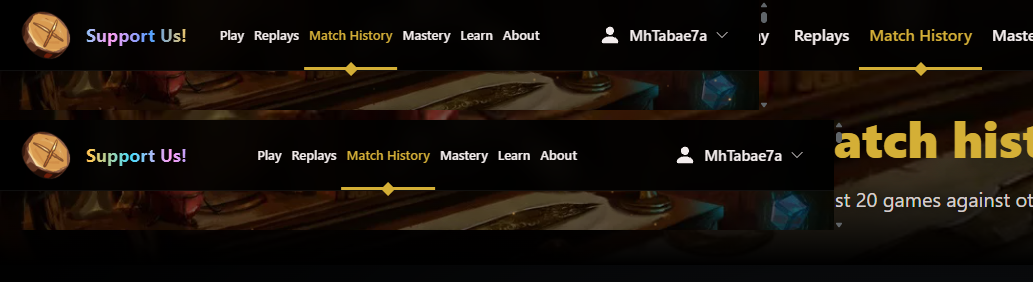 Support Us! Play Replays Match History Mastery Learn About MhTabae7a y Replays Match History Maste
Support Us! Play Replays Match History Mastery Learn About MhTabae7a
atch hist
st 20 games against ot